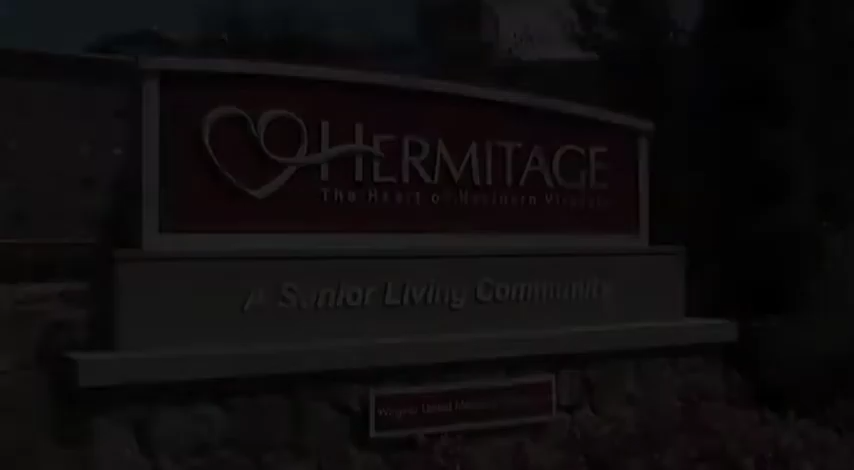 HERMITAGE
The Heart of Northern Virginia
A Senior Living Community